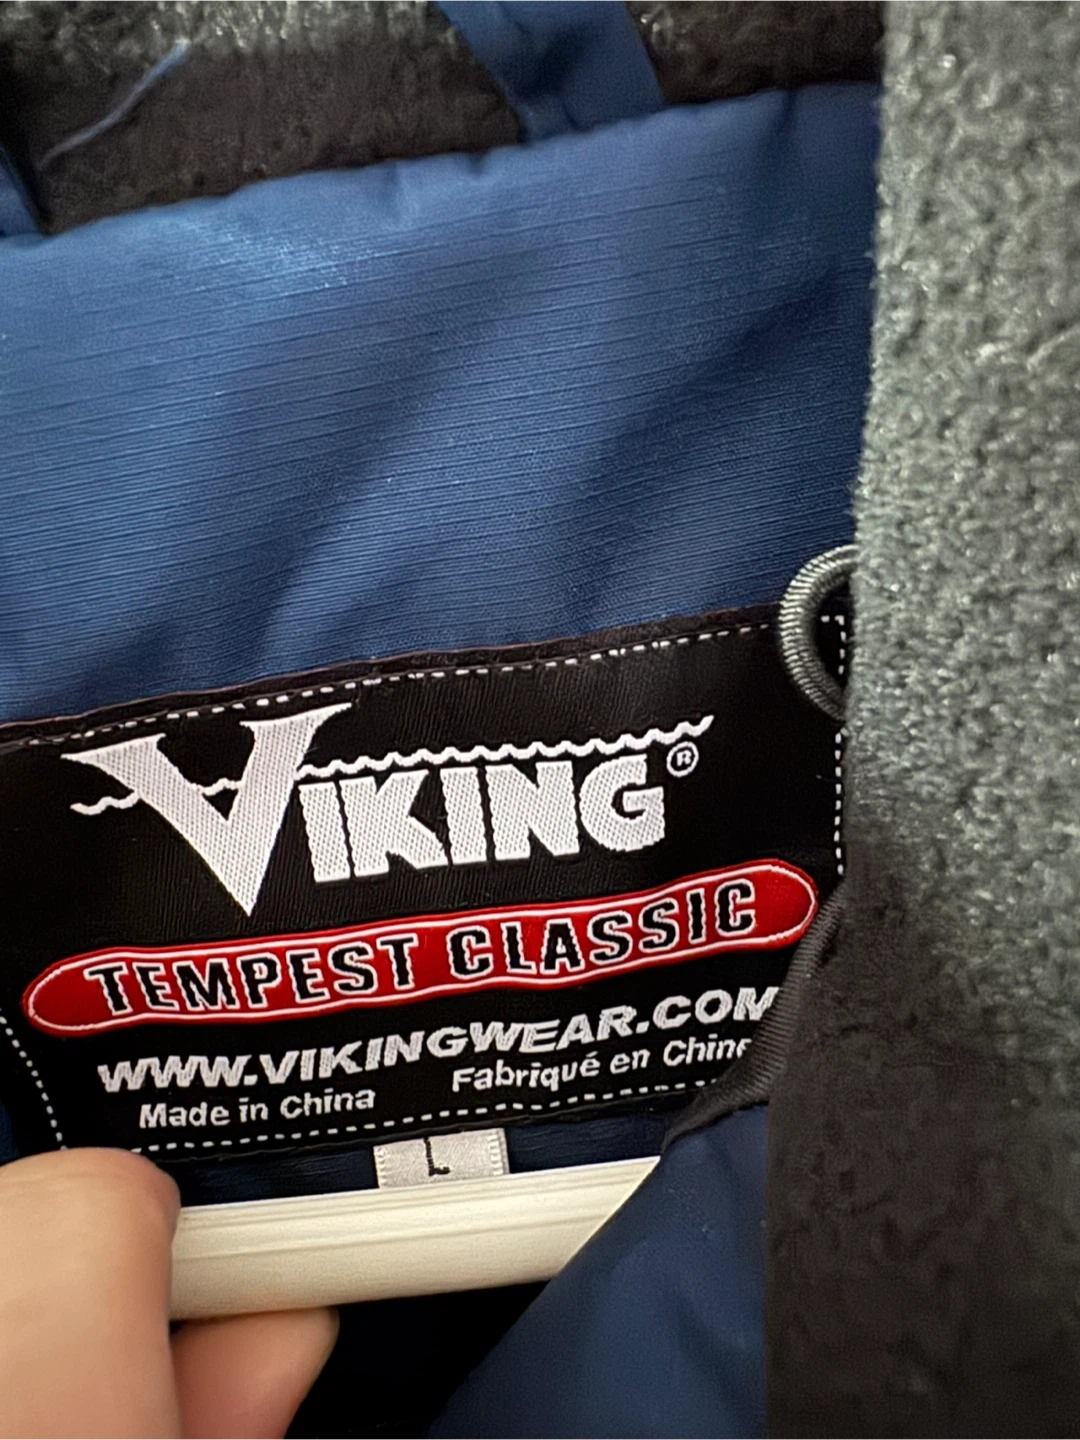 VIKING®
TEMPEST CLASSIC
WWW.VIKINGWEAR.COM
Made in China Fabriqué en Chine
L